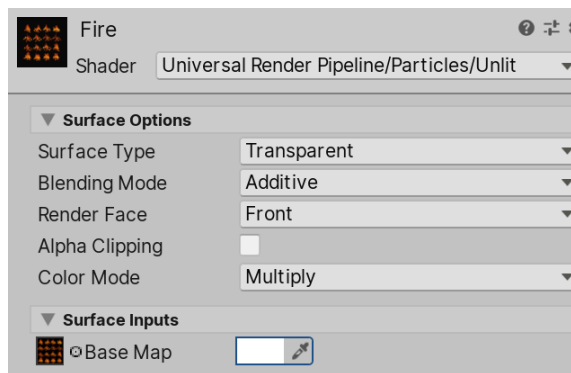 Fire
Shader Universal Render Pipeline/Particles/Unlit
Surface Options
Surface Type Transparent
Blending Mode Additive
Render Face Front
Alpha Clipping
Color Mode Multiply
Surface Inputs
Base Map